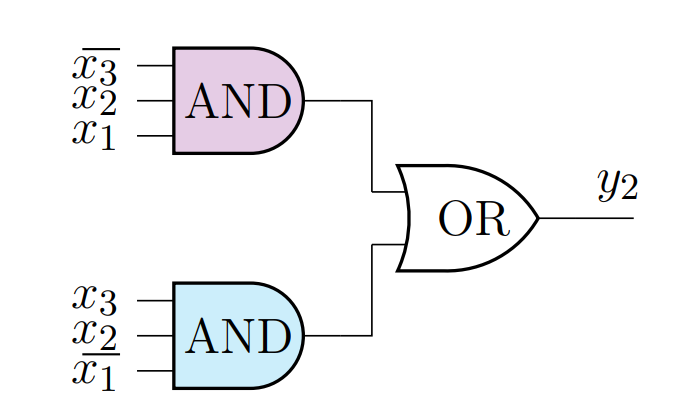 x̅₃
x₂
x₁
AND
y₂
OR
x₃
x₂
x̅₁
AND